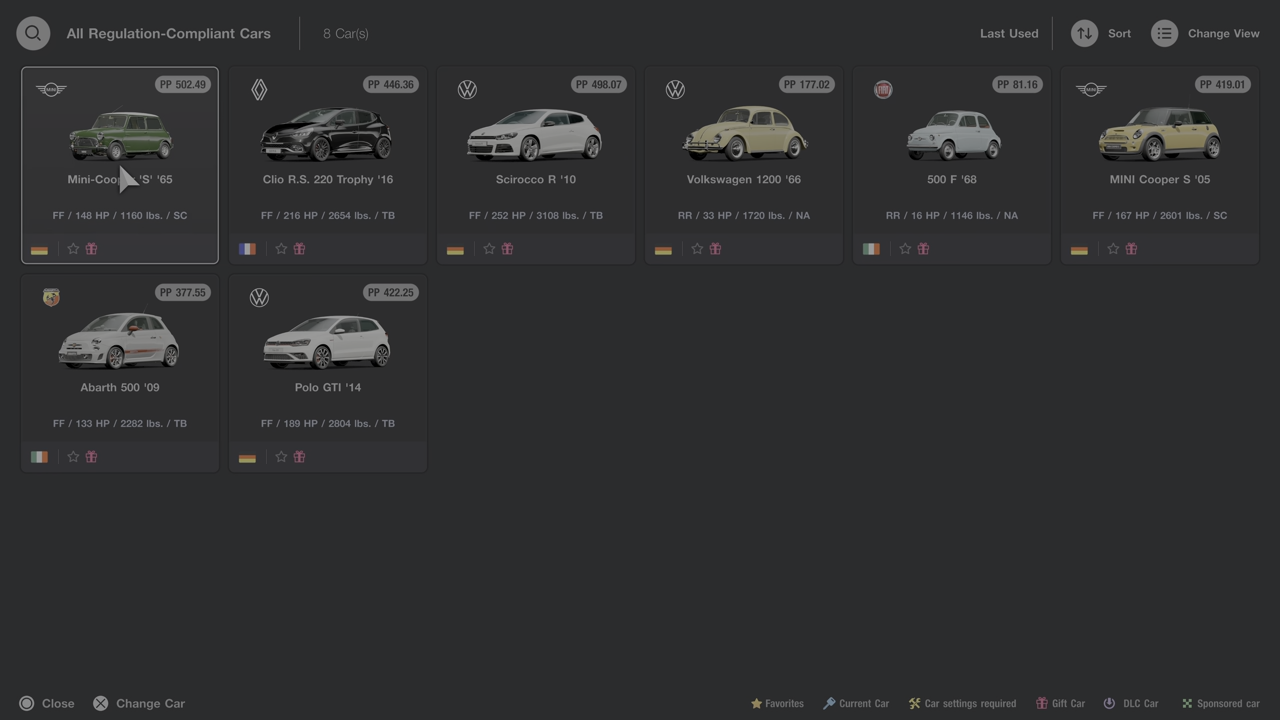 All Regulation-Compliant Cars
8 Car(s)
Last Used
Sort
Change View
MINI
PP 502.49
Mini-Coop 'S' '65
FF / 148 HP / 1160 lbs. / SC
PP 446.36
Clio R.S. 220 Trophy '16
FF / 216 HP / 2654 lbs. / TB
PP 498.07
Scirocco R '10
FF / 252 HP / 3108 lbs. / TB
PP 177.02
Volkswagen 1200 '66
RR / 33 HP / 1720 lbs. / NA
FIAT
PP 81.16
500 F '68
RR / 16 HP / 1146 lbs. / NA
MINI
PP 419.01
MINI Cooper S '05
FF / 167 HP / 2601 lbs. / SC
PP 377.55
Abarth 500 '09
FF / 133 HP / 2282 lbs. / TB
PP 422.25
Polo GTI '14
FF / 189 HP / 2804 lbs. / TB
Close
Change Car
Favorites
Current Car
Car settings required
Gift Car
DLC Car
Sponsored car